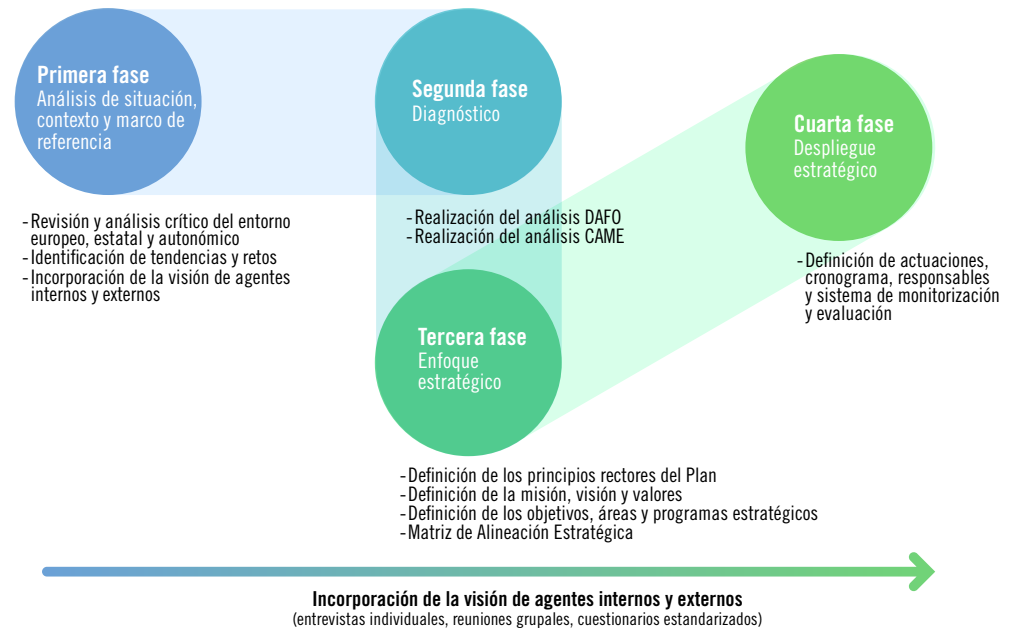 Primera fase
Análisis de situación,
contexto y marco de
referencia
-Revisión y análisis crítico del entorno
europeo, estatal y autonómico
-Identificación de tendencias y retos
-Incorporación de la visión de agentes
internos y externos
Segunda fase
Diagnóstico
-Realización del análisis DAFO
-Realización del análisis CAME
Tercera fase
Enfoque
estratégico
-Definición de los principios rectores del Plan
-Definición de la misión, visión y valores
-Definición de los objetivos, áreas y programas estratégicos
-Matriz de Alineación Estratégica
Cuarta fase
Despliegue
estratégico
-Definición de actuaciones,
cronograma, responsables
y sistema de monitorización
y evaluación
Incorporación de la visión de agentes internos y externos
(entrevistas individuales, reuniones grupales, cuestionarios estandarizados)